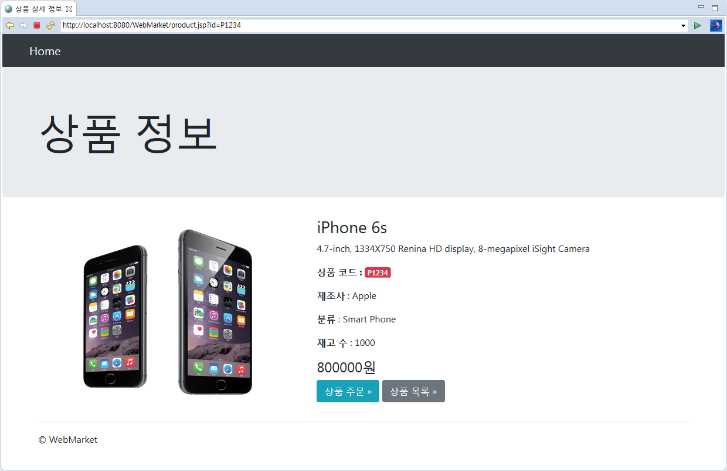 상품 상세 정보
http://localhost:8080/WebMarket/product.jsp?id=P1234
Home
상품 정보
iPhone 6s
4.7-inch, 1334X750 Renina HD display, 8-megapixel iSight Camera
상품 코드 : P1734
제조사 : Apple
분류 : Smart Phone
재고 수 : 1000
800000원
상품 주문 » 상품 목록 »
© WebMarket